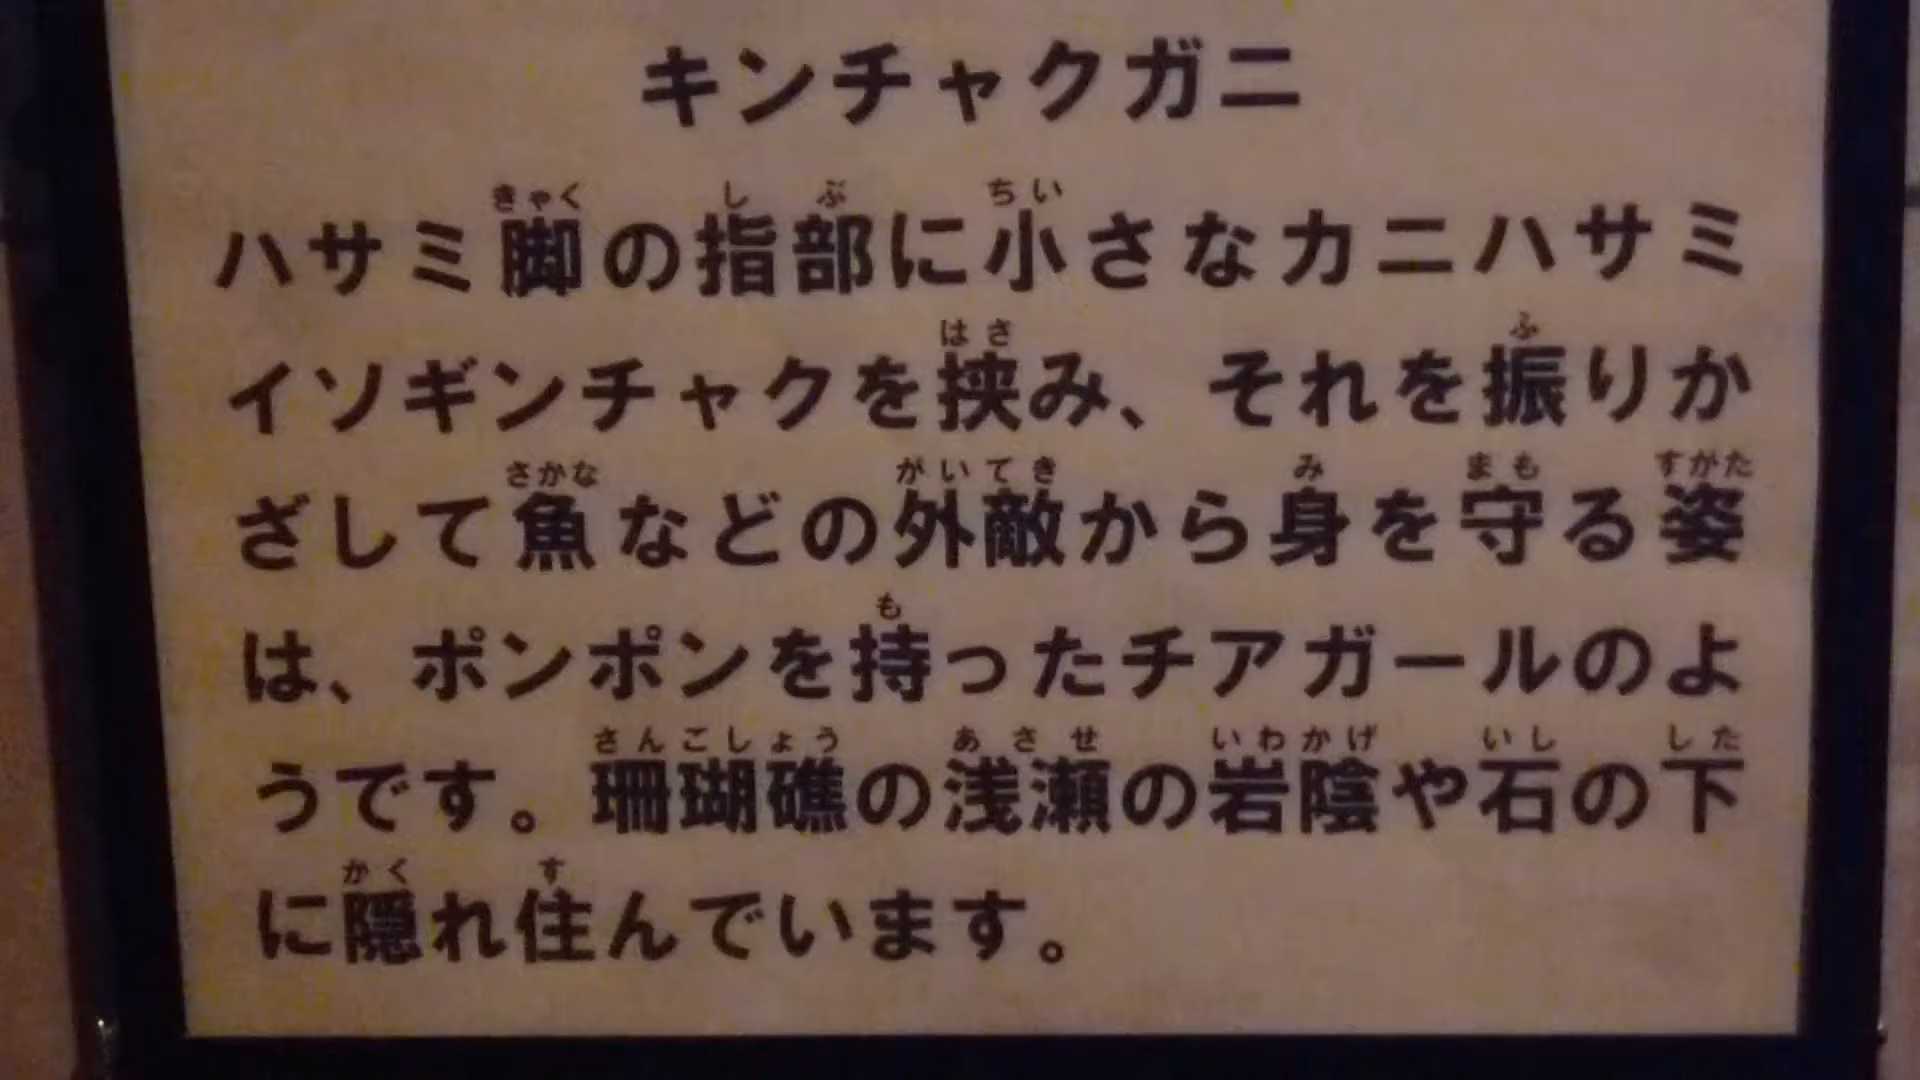 キンチャクガニ
ハサミ脚の指部に小さなカニハサミ
イソギンチャクを挟み、それを振りか
ざして魚などの外敵から身を守る姿
は、ポンポンを持ったチアガールのよ
うです。珊瑚礁の浅瀬の岩陰や石の下
に隠れ住んでいます。